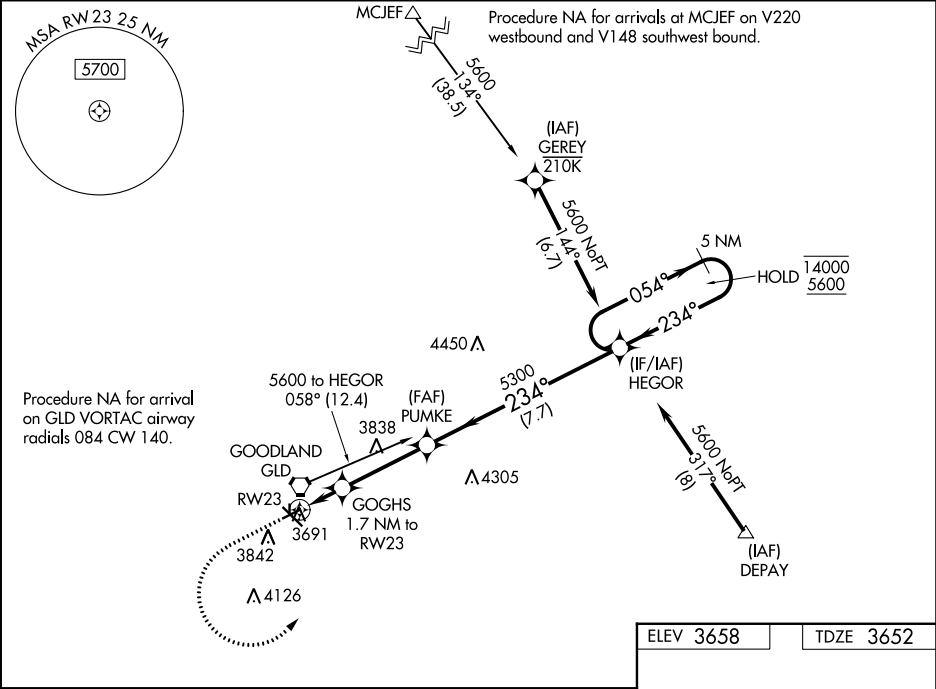 MSA RW 23 25 NM
5700
MCJEF
Procedure NA for arrivals at MCJEF on V220
westbound and V148 southwest bound.
5600
134°
(38.5)
(IAF)
GEREY
210K
5600 NoPT
144°
(6.7)
5 NM
HOLD
14000
5600
054°
234°
(IF/IAF)
HEGOR
4450
5300
234°
(7.7)
5600 to HEGOR
058° (12.4)
(FAF)
PUMKE
Procedure NA for arrival
on GLD VORTAC airway
radials 084 CW 140.
3838
GOODLAND
GLD
4305
5600 NoPT
317°
(8)
RW23
GOGHS
1.7 NM to
RW23
3691
3842
(IAF)
DEPAY
4126
ELEV 3658
TDZE 3652